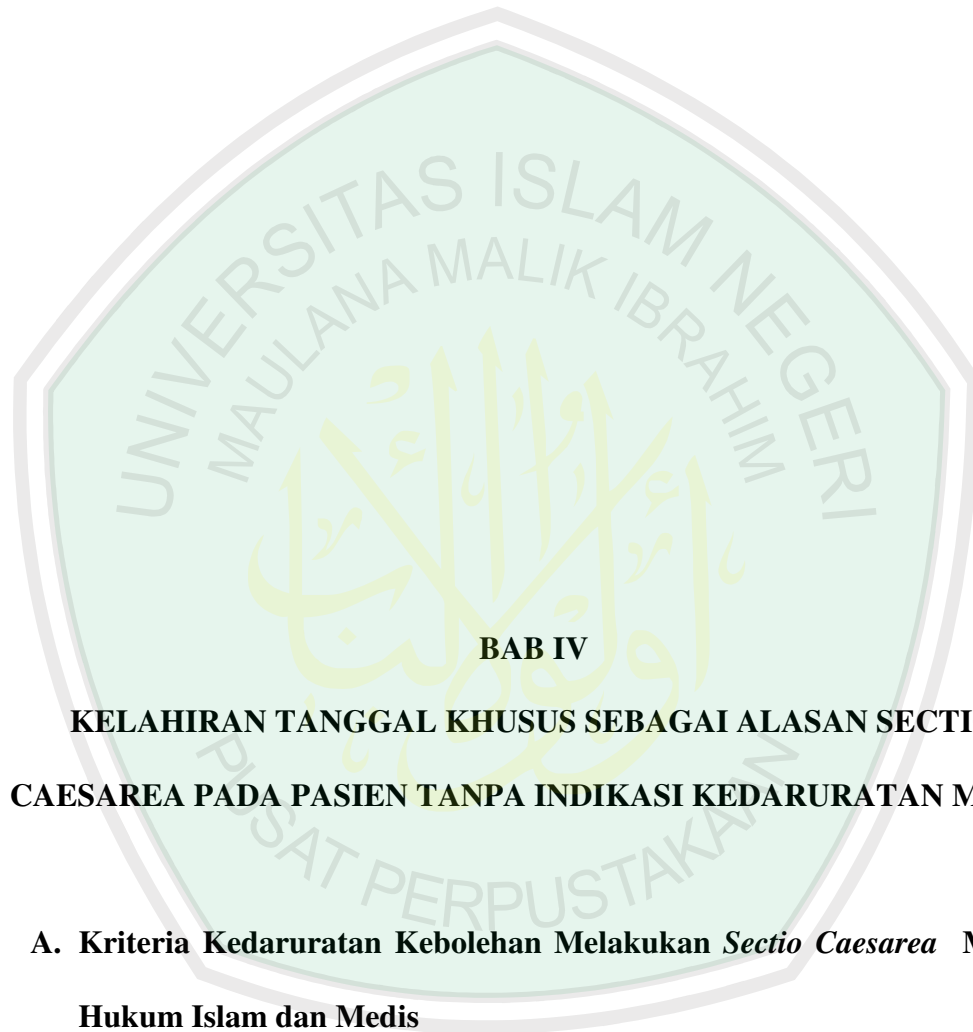 UNIVERSITAS ISLAM NEGERI
MAULANA MALIK IBRAHIM
BAB IV
KELAHIRAN TANGGAL KHUSUS SEBAGAI ALASAN SECTI
CAESAREA PADA PASIEN TANPA INDIKASI KEDARURATAN M
A. Kriteria Kedaruratan Kebolehan Melakukan Sectio Caesarea M
Hukum Islam dan Medis
PUSAT PERPUSTAKAAN